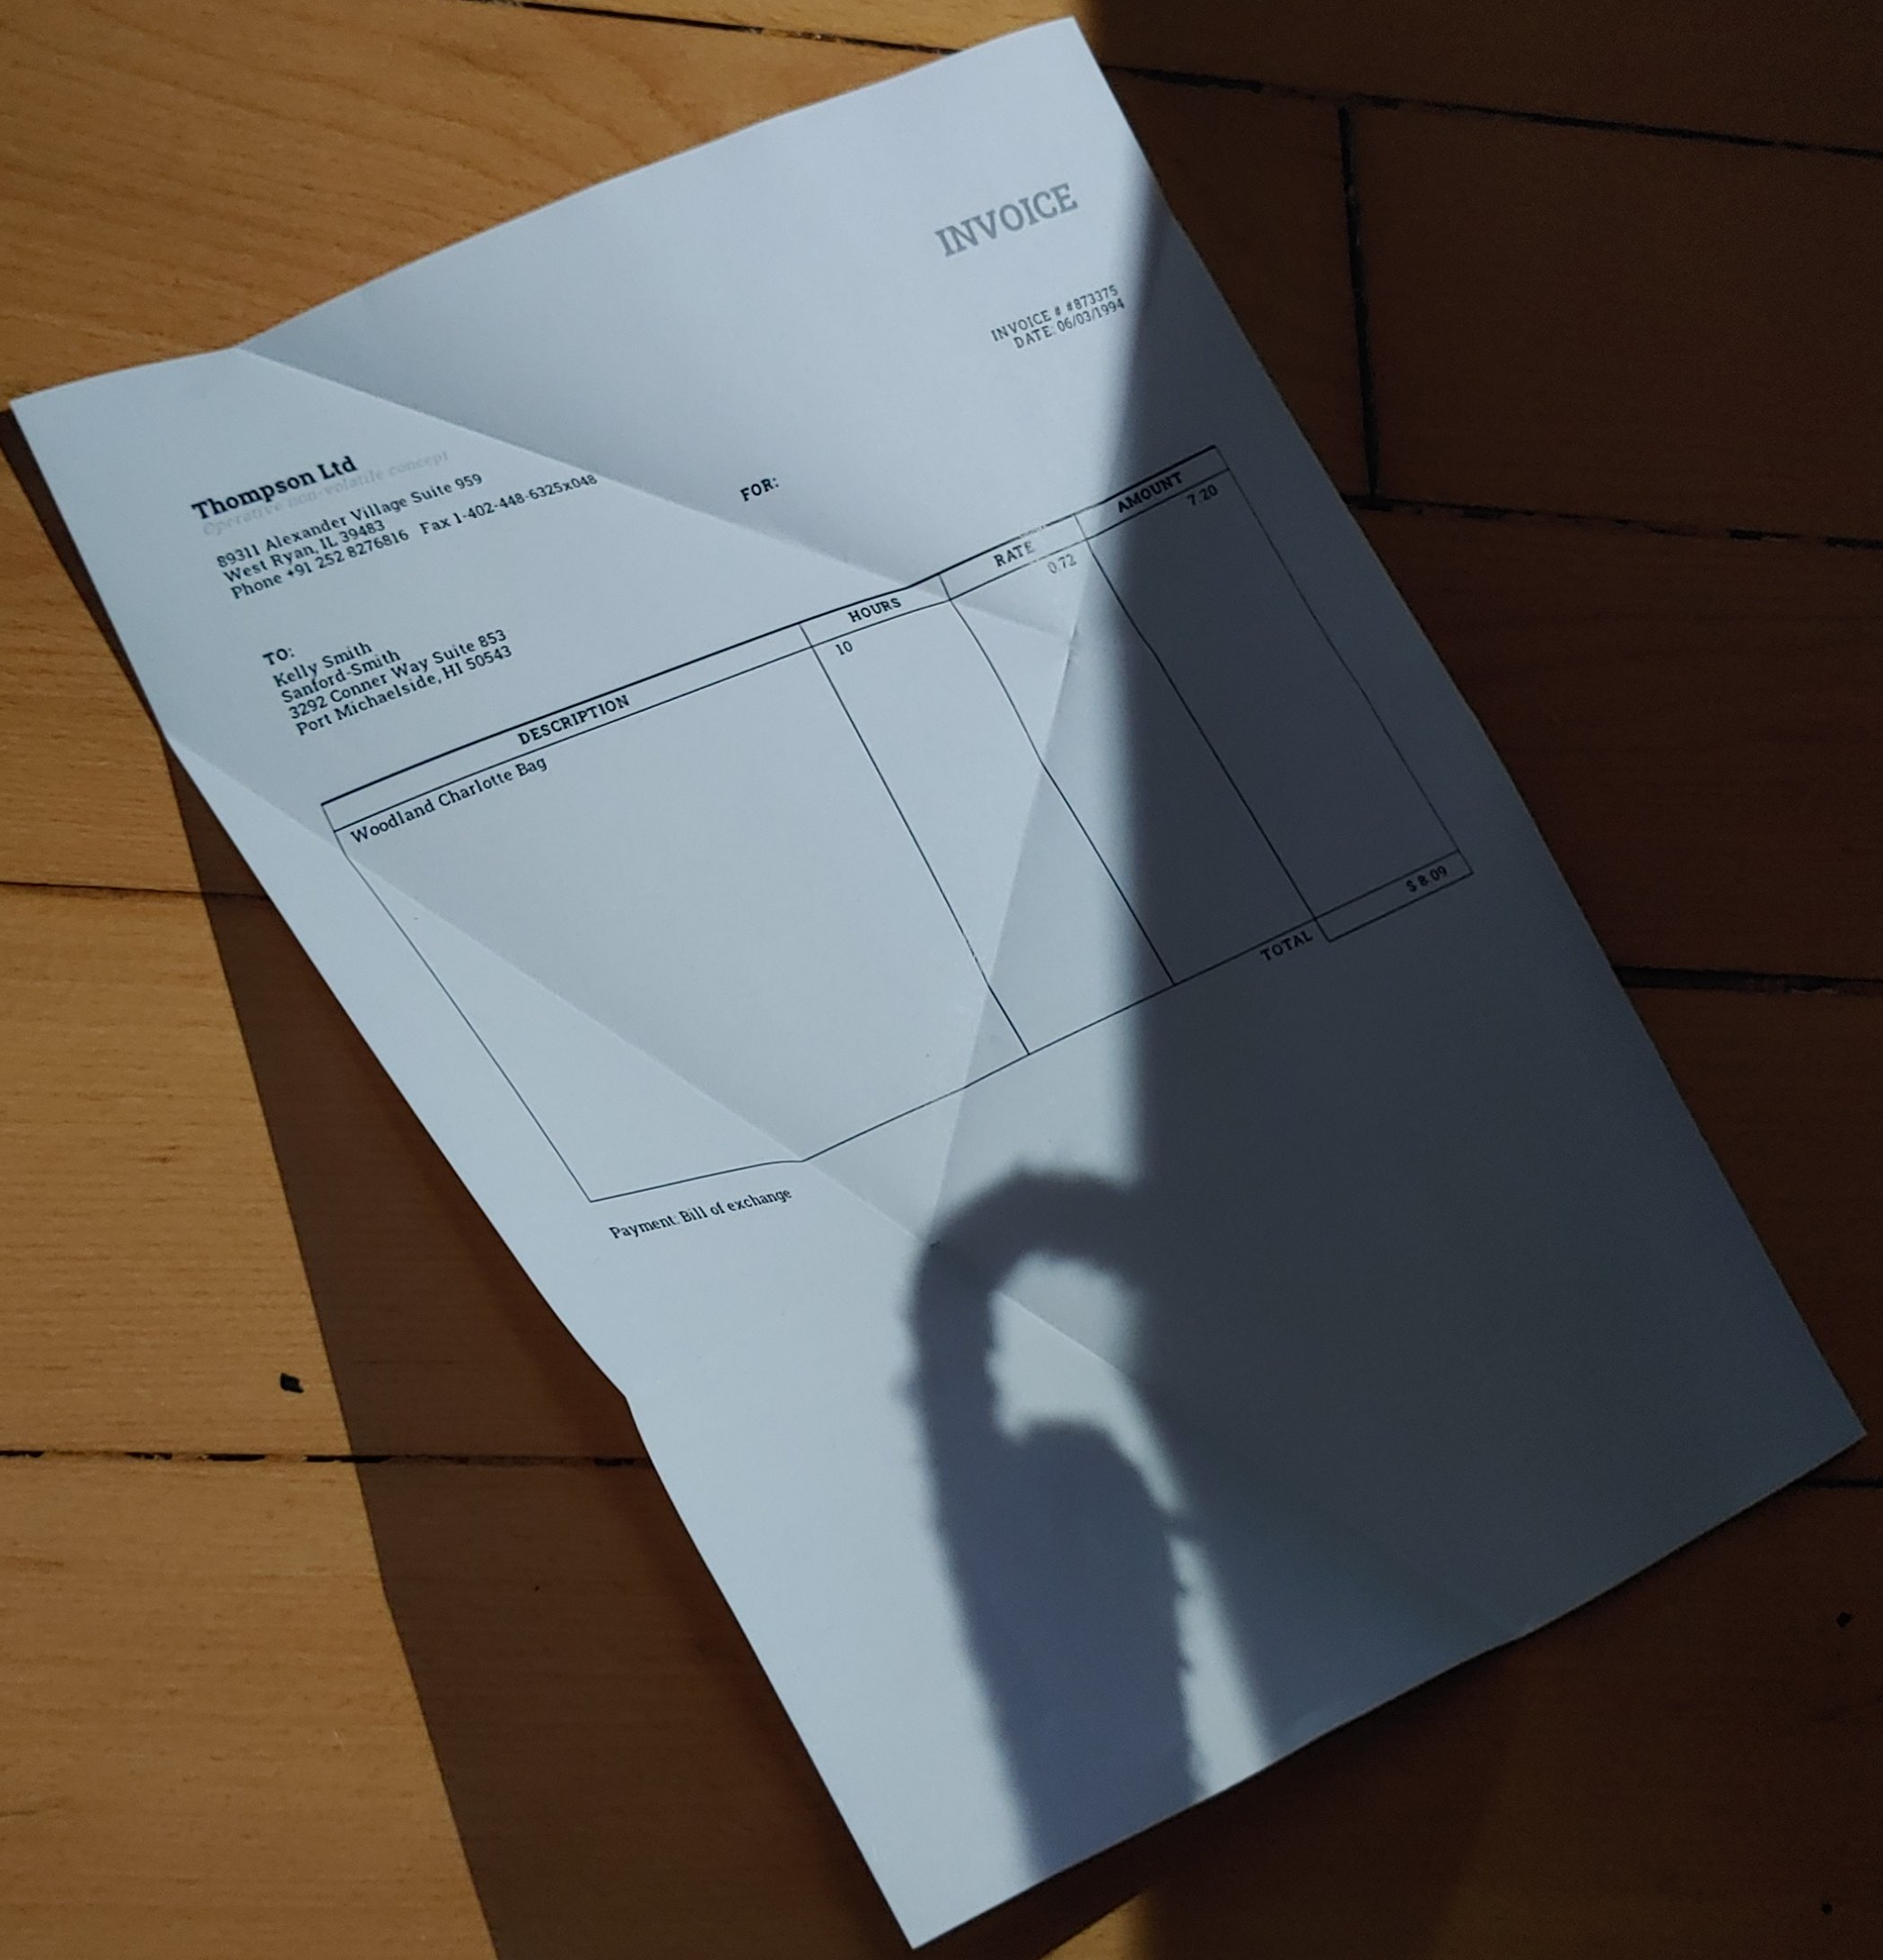 INVOICE
INVOICE # #873375
DATE: 06/03/1994
Thompson Ltd
Operative non-volatile concept
89311 Alexander Village Suite 959
West Ryan, IL 39483
Phone +91 252 8276816 Fax 1-402-448-6325x048
FOR:
TO:
Kelly Smith
Sanford-Smith
3292 Conner Way Suite 853
Port Michaelside, HI 50543
DESCRIPTION HOURS RATE AMOUNT
Woodland Charlotte Bag 10 0.72 7.20
TOTAL $ 8.09
Payment: Bill of exchange